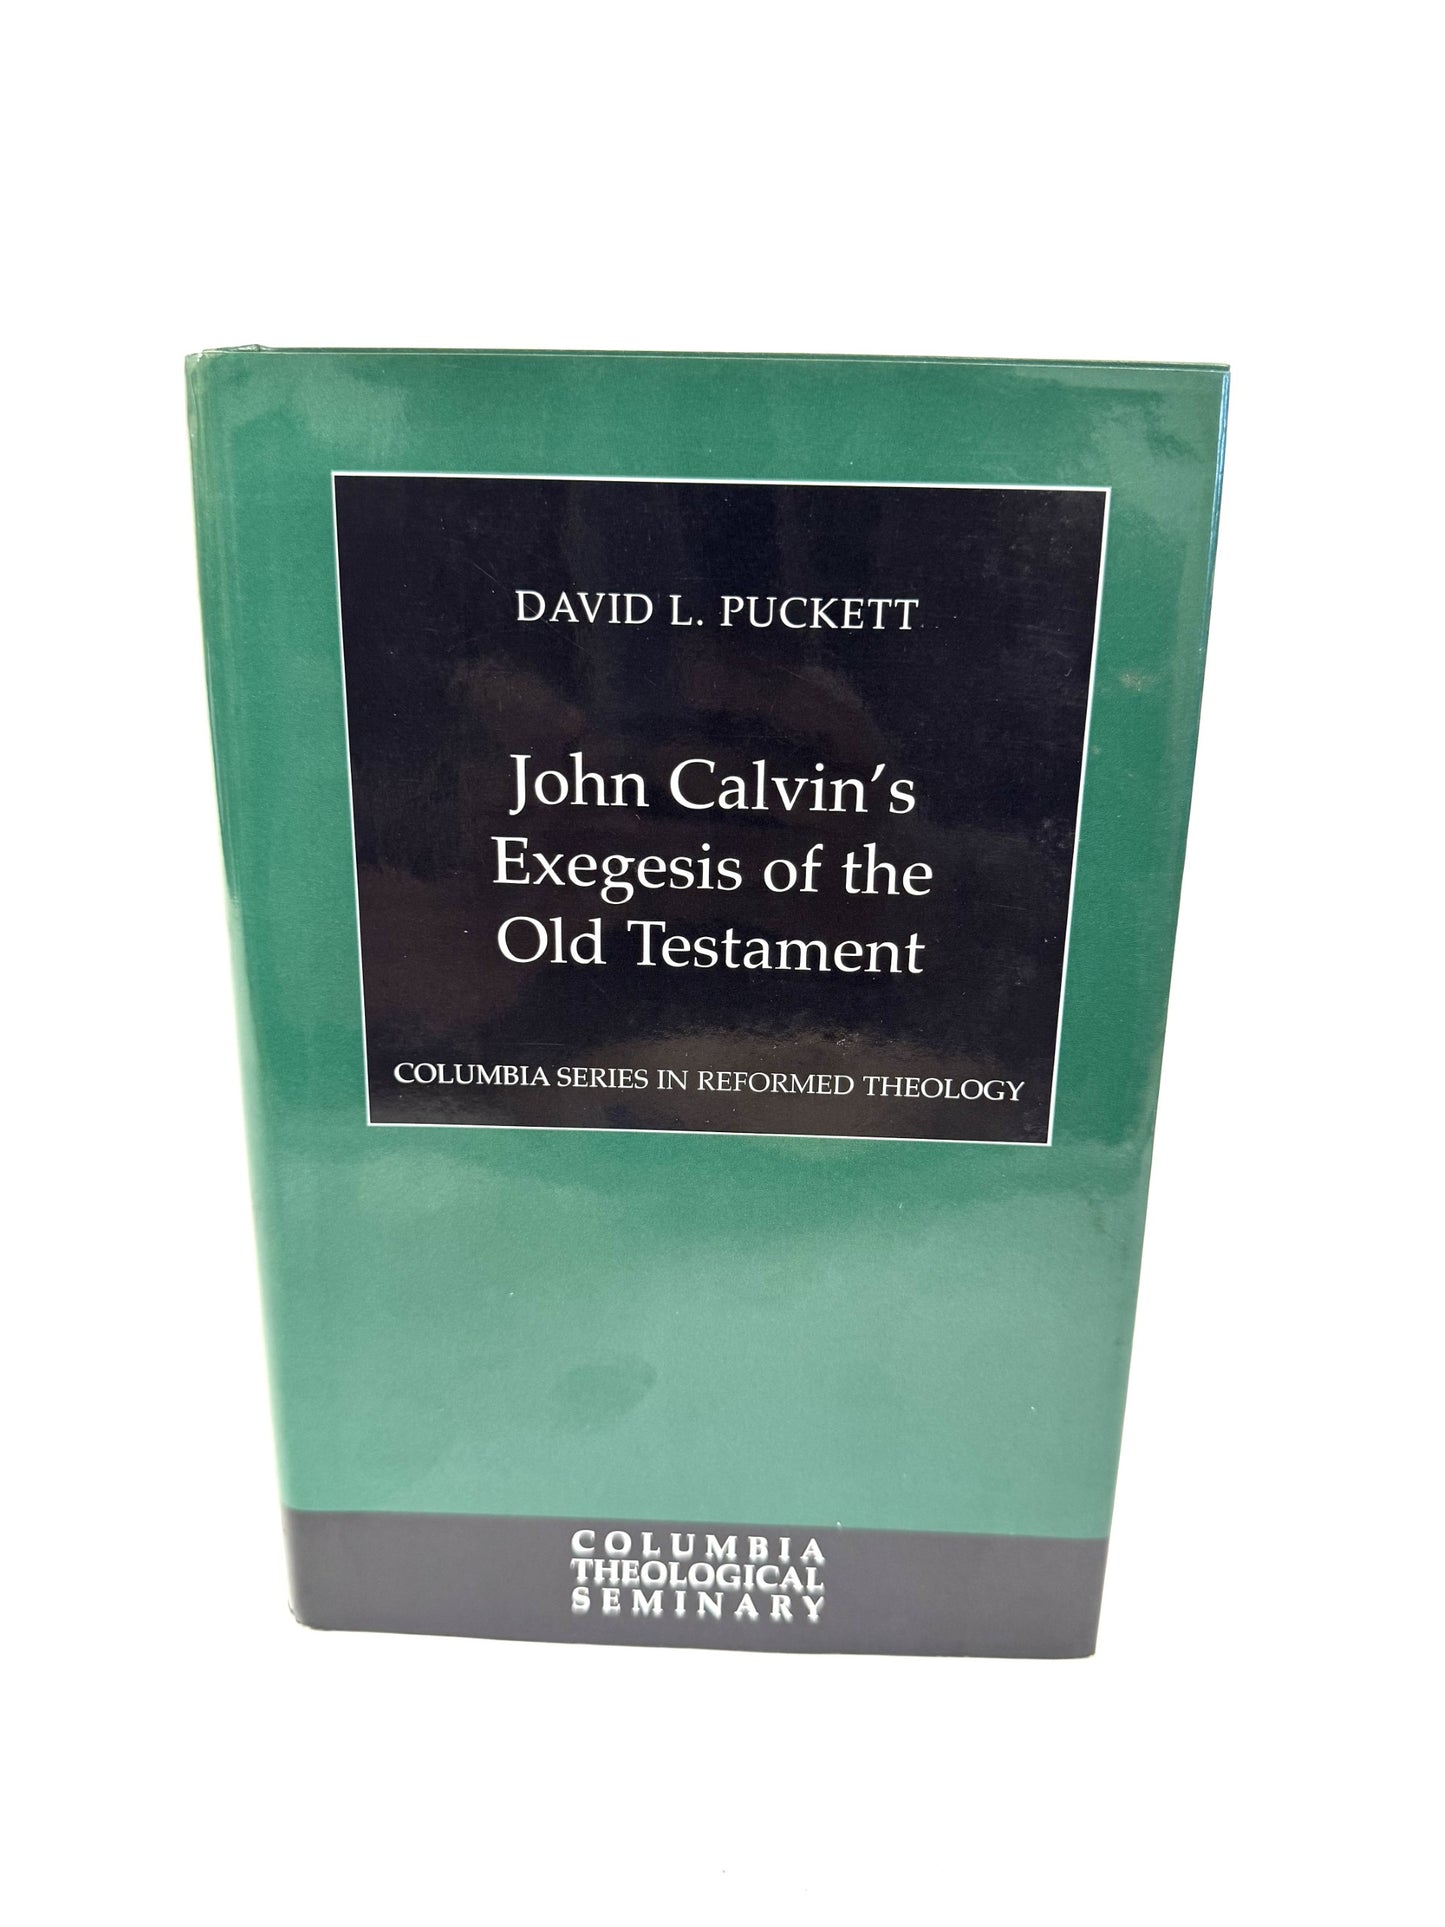 DAVID L. PUCKETT
John Calvin's
Exegesis of the
Old Testament
COLUMBIA SERIES IN REFORMED THEOLOGY
COLUMBIA
THEOLOGICAL
SEMINARY